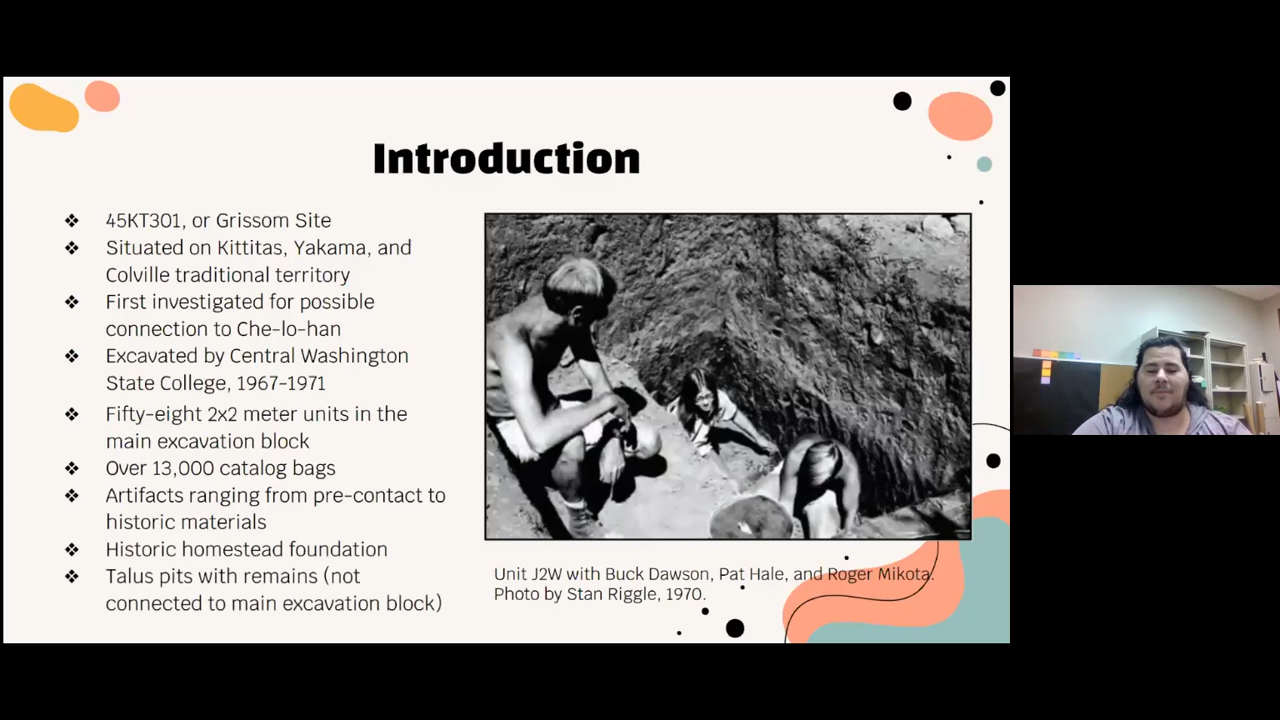 Introduction
❖ 45KT301, or Grissom Site
❖ Situated on Kittitas, Yakama, and
Colville traditional territory
❖ First investigated for possible
connection to Che-lo-han
❖ Excavated by Central Washington
State College, 1967-1971
❖ Fifty-eight 2x2 meter units in the
main excavation block
❖ Over 13,000 catalog bags
❖ Artifacts ranging from pre-contact to
historic materials
❖ Historic homestead foundation
❖ Talus pits with remains (not
connected to main excavation block)
Unit J2W with Buck Dawson, Pat Hale, and Roger Mikota.
Photo by Stan Riggle, 1970.